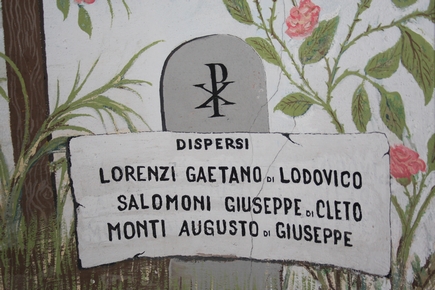 DISPERSI
LORENZI GAETANO DI LODOVICO
SALOMONI GIUSEPPE DI CLETO
MONTI AUGUSTO DI GIUSEPPE